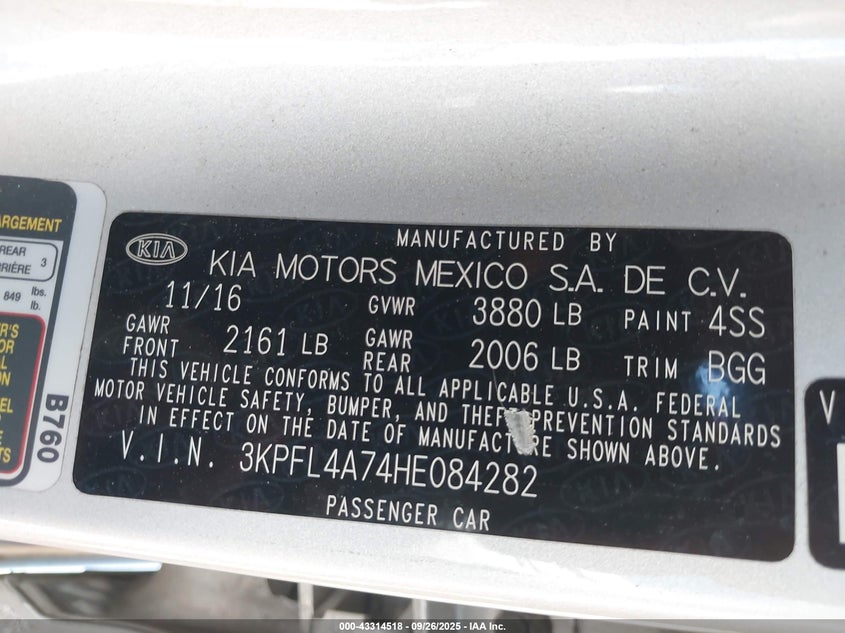 ARGEMENT
REAR
RRIÈRE 3
849 lbs.
lb.
B760
KIA
MANUFACTURED BY
KIA MOTORS MEXICO S.A. DE C.V.
11/16 GVWR 3880 LB PAINT 4SS
GAWR FRONT 2161 LB GAWR REAR 2006 LB TRIM BGG
THIS VEHICLE CONFORMS TO ALL APPLICABLE U.S.A. FEDERAL
MOTOR VEHICLE SAFETY, BUMPER, AND THEFT PREVENTION STANDARDS
IN EFFECT ON THE DATE OF MANUFACTURE SHOWN ABOVE.
V.I.N. 3KPFL4A74HE084282
PASSENGER CAR
V
000-43314518 - 09/26/2025 - IAA Inc.